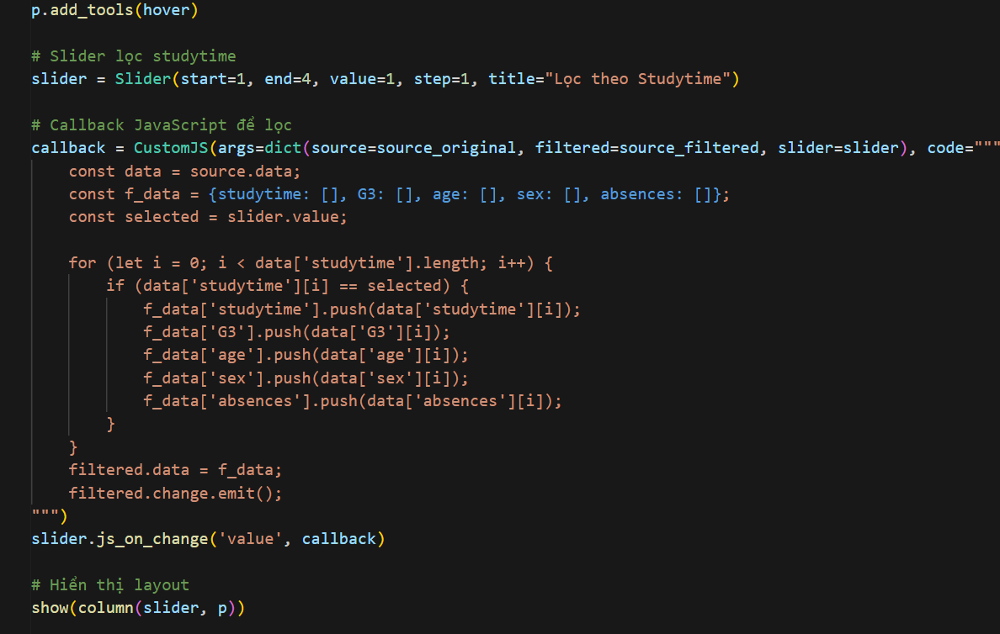 p.add_tools(hover)
# Slider lọc studytime
slider = Slider(start=1, end=4, value=1, step=1, title="Lọc theo Studytime")
# Callback JavaScript để lọc
callback = CustomJS(args=dict(source=source_original, filtered=source_filtered, slider=slider), code="""
const data = source.data;
const f_data = {studytime: [], G3: [], age: [], sex: [], absences: []};
const selected = slider.value;
for (let i = 0; i < data['studytime'].length; i++) {
if (data['studytime'][i] == selected) {
f_data['studytime'].push(data['studytime'][i]);
f_data['G3'].push(data['G3'][i]);
f_data['age'].push(data['age'][i]);
f_data['sex'].push(data['sex'][i]);
f_data['absences'].push(data['absences'][i]);
}
}
filtered.data = f_data;
filtered.change.emit();
""")
slider.js_on_change('value', callback)
# Hiển thị layout
show(column(slider, p))